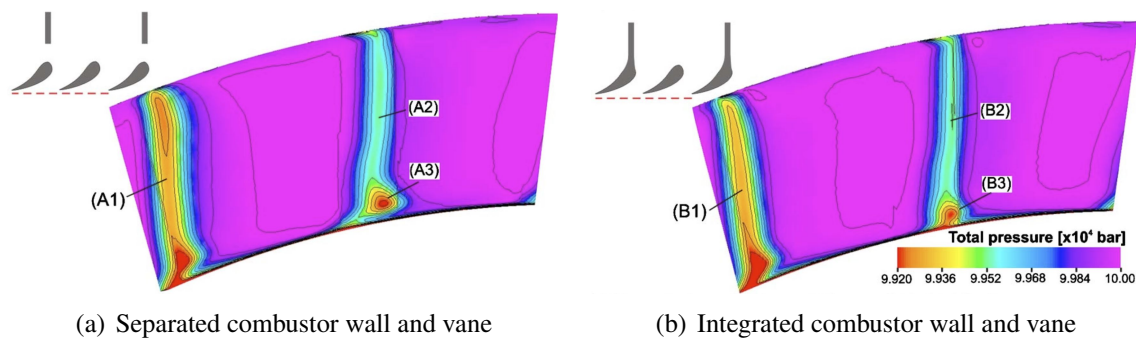 (A1)
(A2)
(A3)
(B1)
(B2)
(B3)
Total pressure [x10⁴ bar]
9.920 9.936 9.952 9.968 9.984 10.00
(a) Separated combustor wall and vane
(b) Integrated combustor wall and vane